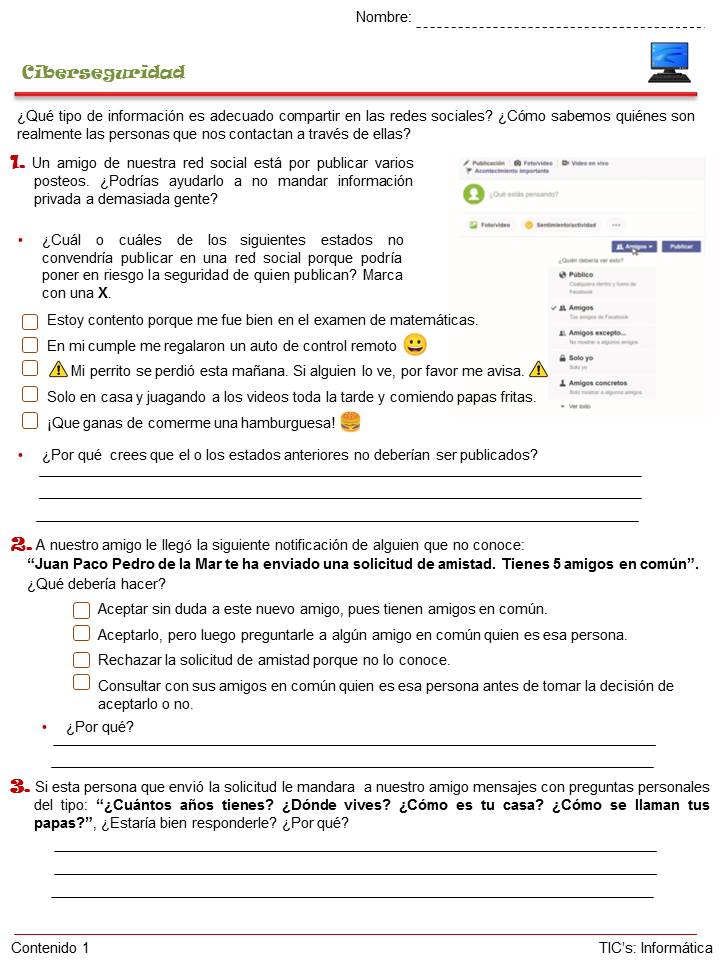 Nombre:
Ciberseguridad
¿Qué tipo de información es adecuado compartir en las redes sociales? ¿Cómo sabemos quiénes son
realmente las personas que nos contactan a través de ellas?
1. Un amigo de nuestra red social está por publicar varios
posteos. ¿Podrías ayudarlo a no mandar información
privada a demasiada gente?
Publicación | Foto/video | Video en vivo
Acontecimiento importante
¿Qué estás pensando?
Foto/video Sentimiento/actividad ...
Amigos Publicar
¿Quién debería ver esto?
Público
Cualquiera dentro y fuera de
Facebook
Amigos
Tus amigos de Facebook
Amigos excepto...
No mostrar a algunos amigos
Solo yo
Solo yo
Amigos concretos
Solo mostrar a algunos amigos
Ver todo
• ¿Cuál o cuáles de los siguientes estados no
convendría publicar en una red social porque podría
poner en riesgo la seguridad de quien publican? Marca
con una X.
Estoy contento porque me fue bien en el examen de matemáticas.
En mi cumple me regalaron un auto de control remoto 😀
⚠️ Mi perrito se perdió esta mañana. Si alguien lo ve, por favor me avisa. ⚠️
Solo en casa y juagando a los videos toda la tarde y comiendo papas fritas.
¡Que ganas de comerme una hamburguesa! 🍔
• ¿Por qué crees que el o los estados anteriores no deberían ser publicados?
2. A nuestro amigo le llegó la siguiente notificación de alguien que no conoce:
“Juan Paco Pedro de la Mar te ha enviado una solicitud de amistad. Tienes 5 amigos en común”.
¿Qué debería hacer?
Aceptar sin duda a este nuevo amigo, pues tienen amigos en común.
Aceptarlo, pero luego preguntarle a algún amigo en común quien es esa persona.
Rechazar la solicitud de amistad porque no lo conoce.
Consultar con sus amigos en común quien es esa persona antes de tomar la decisión de
aceptarlo o no.
• ¿Por qué?
3. Si esta persona que envió la solicitud le mandara a nuestro amigo mensajes con preguntas personales
del tipo: “¿Cuántos años tienes? ¿Dónde vives? ¿Cómo es tu casa? ¿Cómo se llaman tus
papas?”, ¿Estaría bien responderle? ¿Por qué?
Contenido 1
TIC’s: Informática